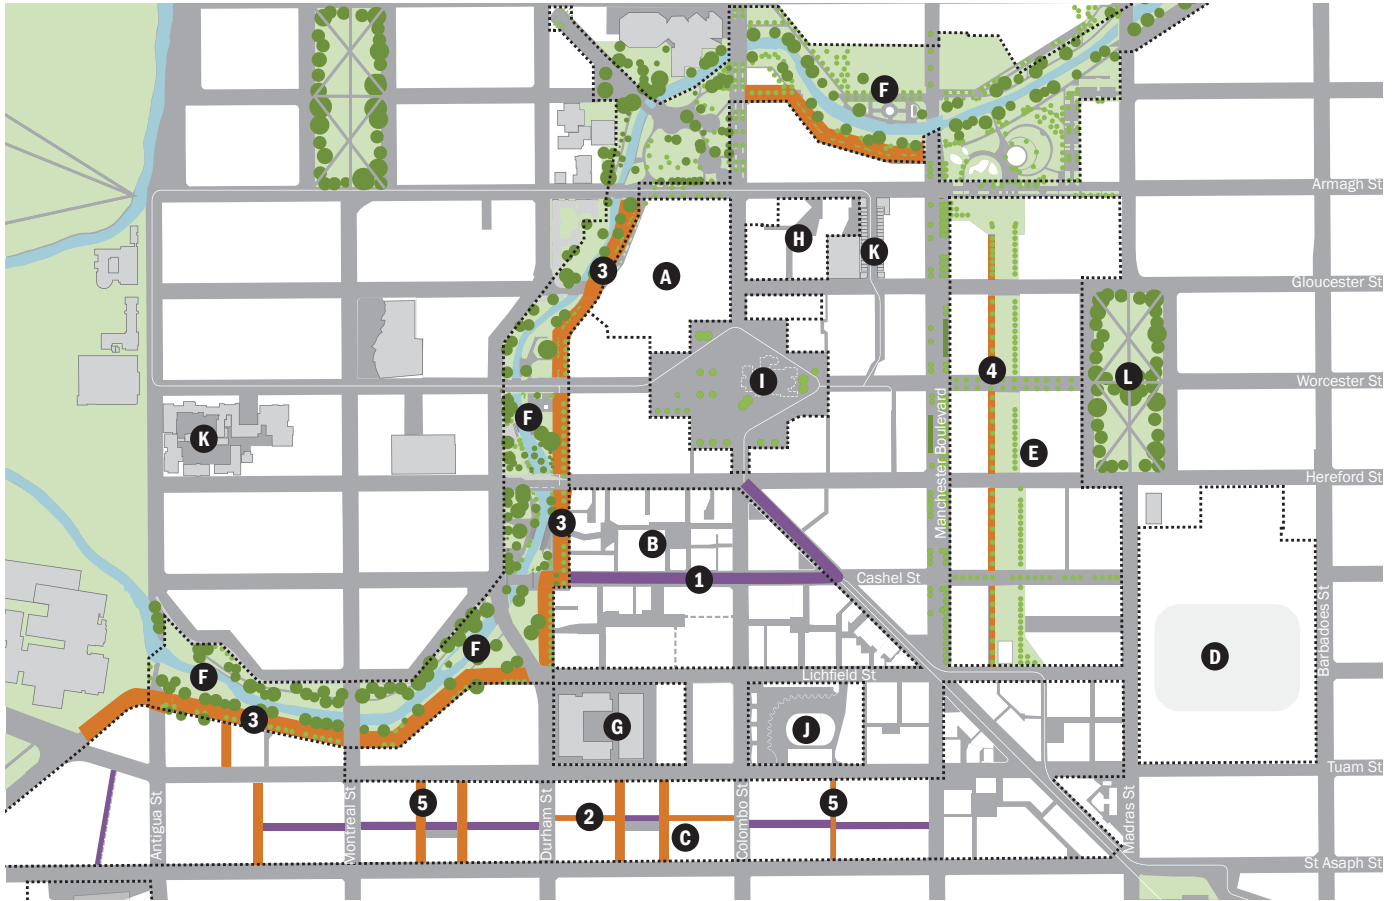 F
Armagh St
H
K
3
A
Gloucester St
4
L
I
Worcester St
Manchester Boulevard
F
K
E
Hereford St
3
B
1
Cashel St
Barbadoes St
F
D
F
Lichfield St
3
G
J
Tuam St
5
2
5
C
Antigua St
Montreal St
Durham St
Colombo St
Madras St
St Asaph St